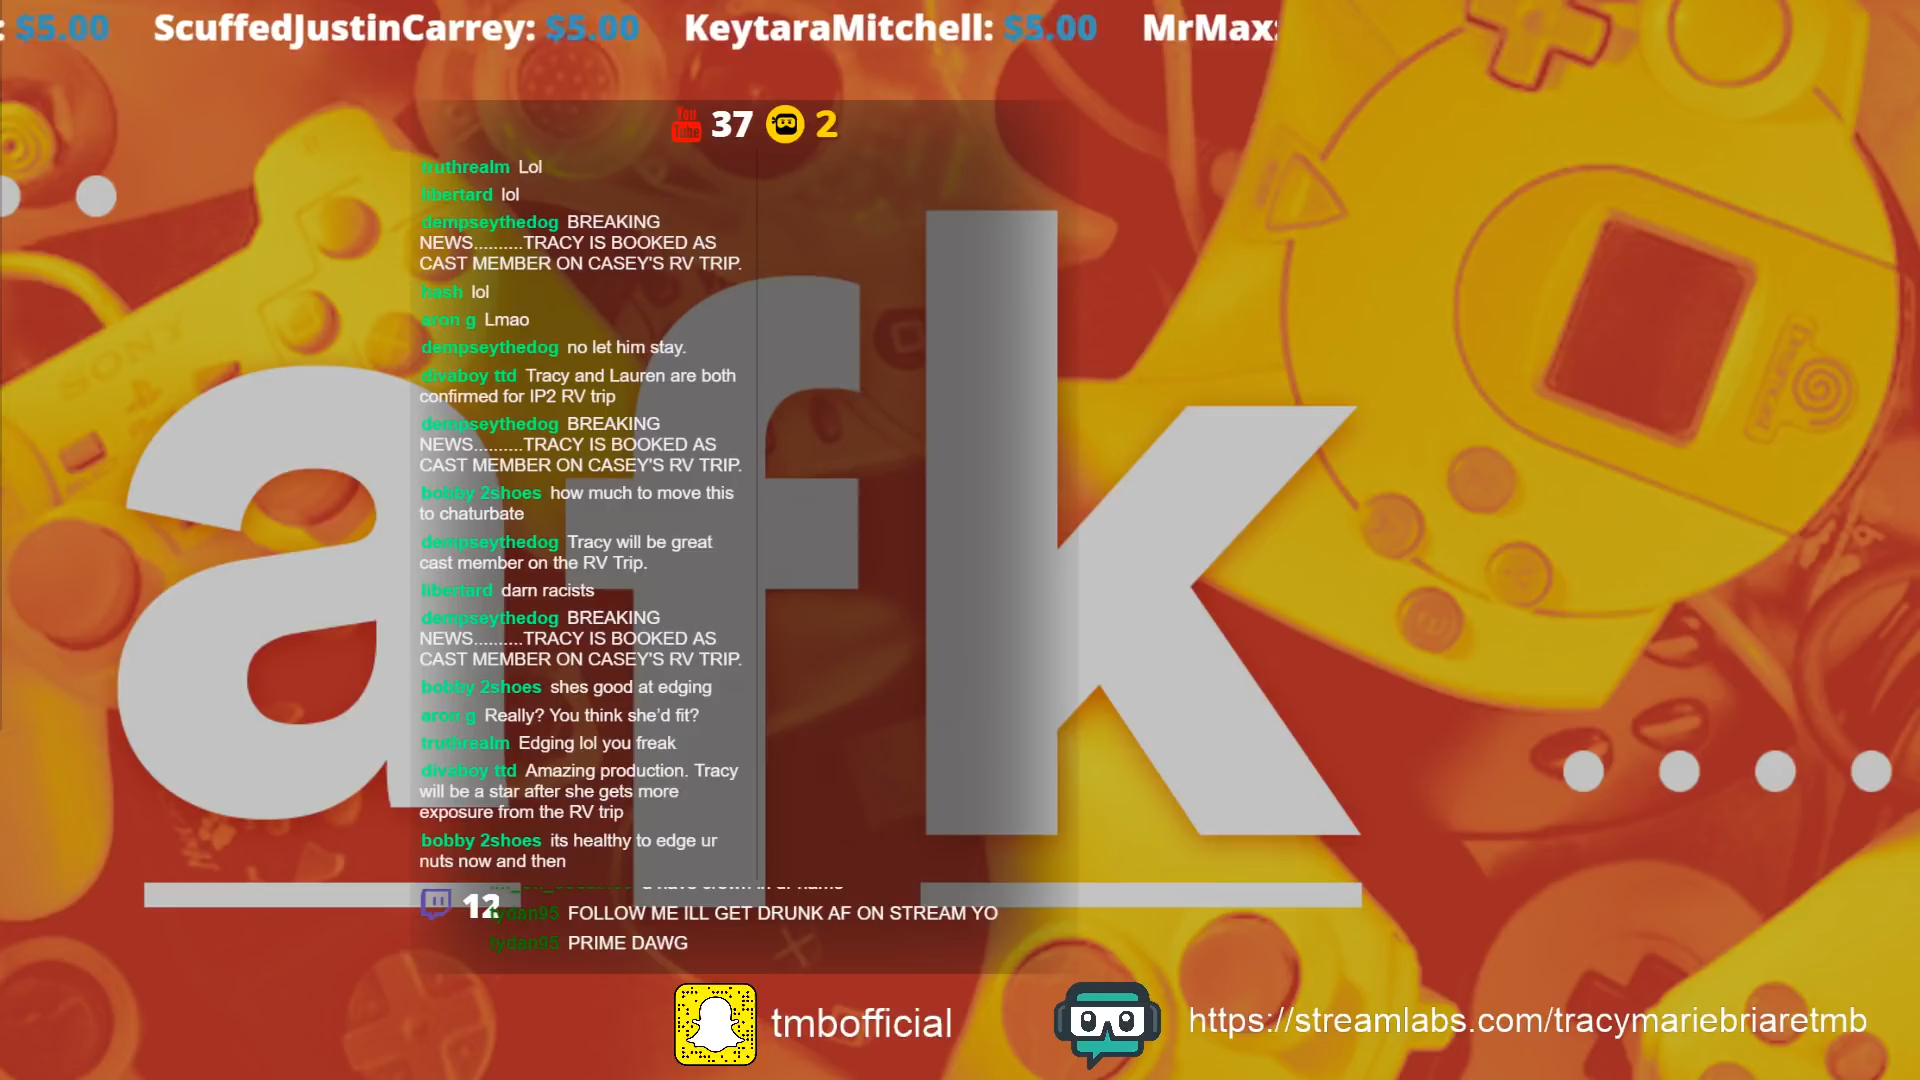 : $5.00 ScuffedJustinCarrey: $5.00 KeytaraMitchell: $5.00 MrMax:
You Tube 37 2
truthrealm Lol
libertard lol
dempseythedog BREAKING
NEWS..........TRACY IS BOOKED AS
CAST MEMBER ON CASEY'S RV TRIP.
hash lol
aron g Lmao
dempseythedog no let him stay.
divaboy ttd Tracy and Lauren are both
confirmed for IP2 RV trip
dempseythedog BREAKING
NEWS..........TRACY IS BOOKED AS
CAST MEMBER ON CASEY'S RV TRIP.
bobby 2shoes how much to move this
to chaturbate
dempseythedog Tracy will be great
cast member on the RV Trip.
libertard darn racists
dempseythedog BREAKING
NEWS..........TRACY IS BOOKED AS
CAST MEMBER ON CASEY'S RV TRIP.
bobby 2shoes shes good at edging
aron g Really? You think she'd fit?
truthrealm Edging lol you freak
divaboy ttd Amazing production. Tracy
will be a star after she gets more
exposure from the RV trip
bobby 2shoes its healthy to edge ur
nuts now and then
afk
SONY
12
tydan95 FOLLOW ME ILL GET DRUNK AF ON STREAM YO
tydan95 PRIME DAWG
tmbofficial
https://streamlabs.com/tracymariebriaretmb